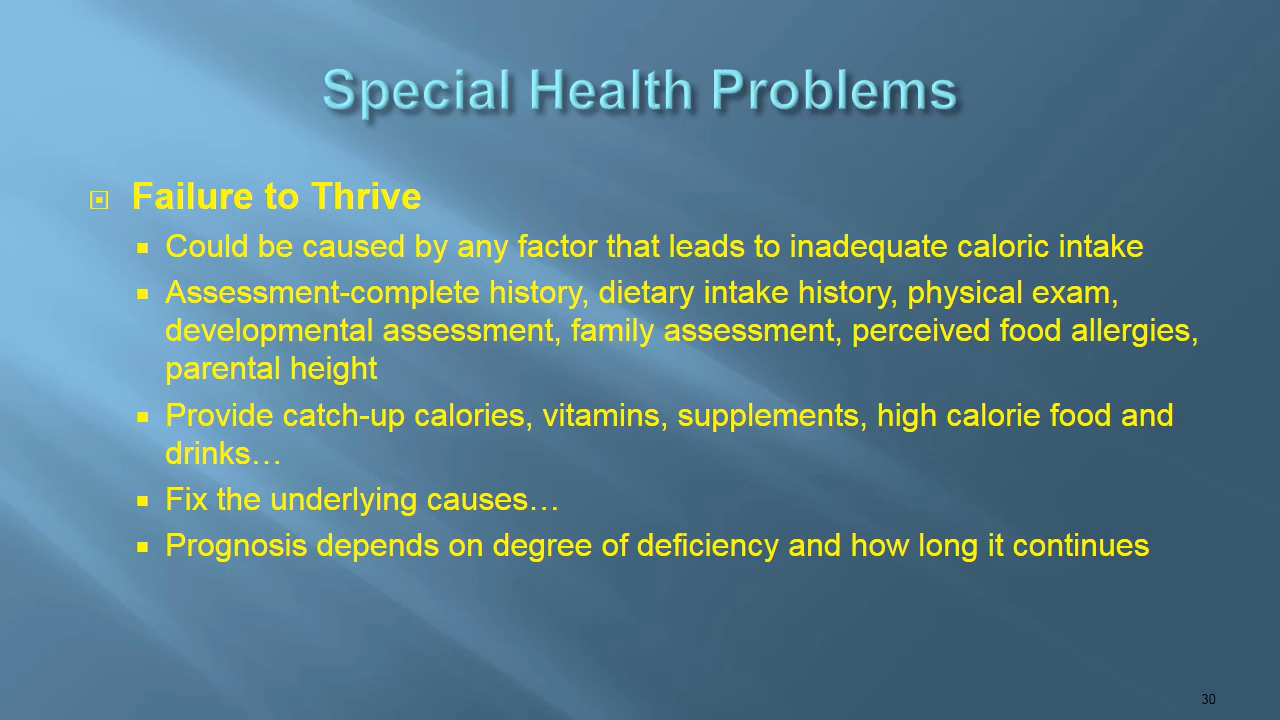 Special Health Problems
Failure to Thrive
Could be caused by any factor that leads to inadequate caloric intake
Assessment-complete history, dietary intake history, physical exam,
developmental assessment, family assessment, perceived food allergies,
parental height
Provide catch-up calories, vitamins, supplements, high calorie food and
drinks…
Fix the underlying causes…
Prognosis depends on degree of deficiency and how long it continues
30